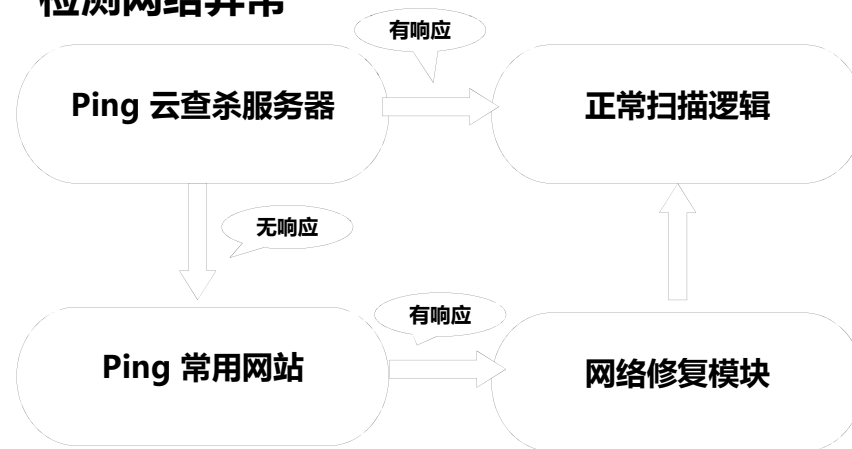 检测网络异常
有响应
Ping 云查杀服务器
正常扫描逻辑
无响应
有响应
Ping 常用网站
网络修复模块